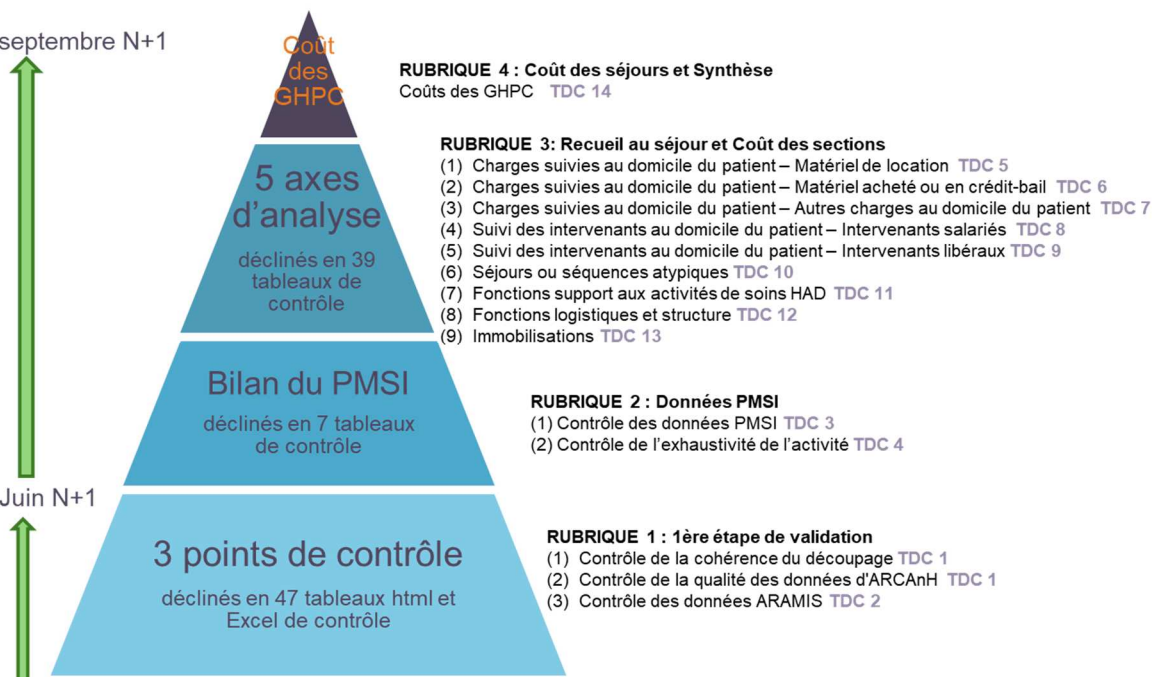 septembre N+1
Coût
des
GHPC
RUBRIQUE 4 : Coût des séjours et Synthèse
Coûts des GHPC TDC 14
5 axes
d'analyse
déclinés en 39
tableaux de
contrôle
RUBRIQUE 3: Recueil au séjour et Coût des sections
(1) Charges suivies au domicile du patient – Matériel de location TDC 5
(2) Charges suivies au domicile du patient – Matériel acheté ou en crédit-bail TDC 6
(3) Charges suivies au domicile du patient – Autres charges au domicile du patient TDC 7
(4) Suivi des intervenants au domicile du patient – Intervenants salariés TDC 8
(5) Suivi des intervenants au domicile du patient – Intervenants libéraux TDC 9
(6) Séjours ou séquences atypiques TDC 10
(7) Fonctions support aux activités de soins HAD TDC 11
(8) Fonctions logistiques et structure TDC 12
(9) Immobilisations TDC 13
Bilan du PMSI
déclinés en 7 tableaux
de contrôle
RUBRIQUE 2 : Données PMSI
(1) Contrôle des données PMSI TDC 3
(2) Contrôle de l'exhaustivité de l'activité TDC 4
Juin N+1
3 points de contrôle
déclinés en 47 tableaux html et
Excel de contrôle
RUBRIQUE 1 : 1ère étape de validation
(1) Contrôle de la cohérence du découpage TDC 1
(2) Contrôle de la qualité des données d'ARCAnH TDC 1
(3) Contrôle des données ARAMIS TDC 2